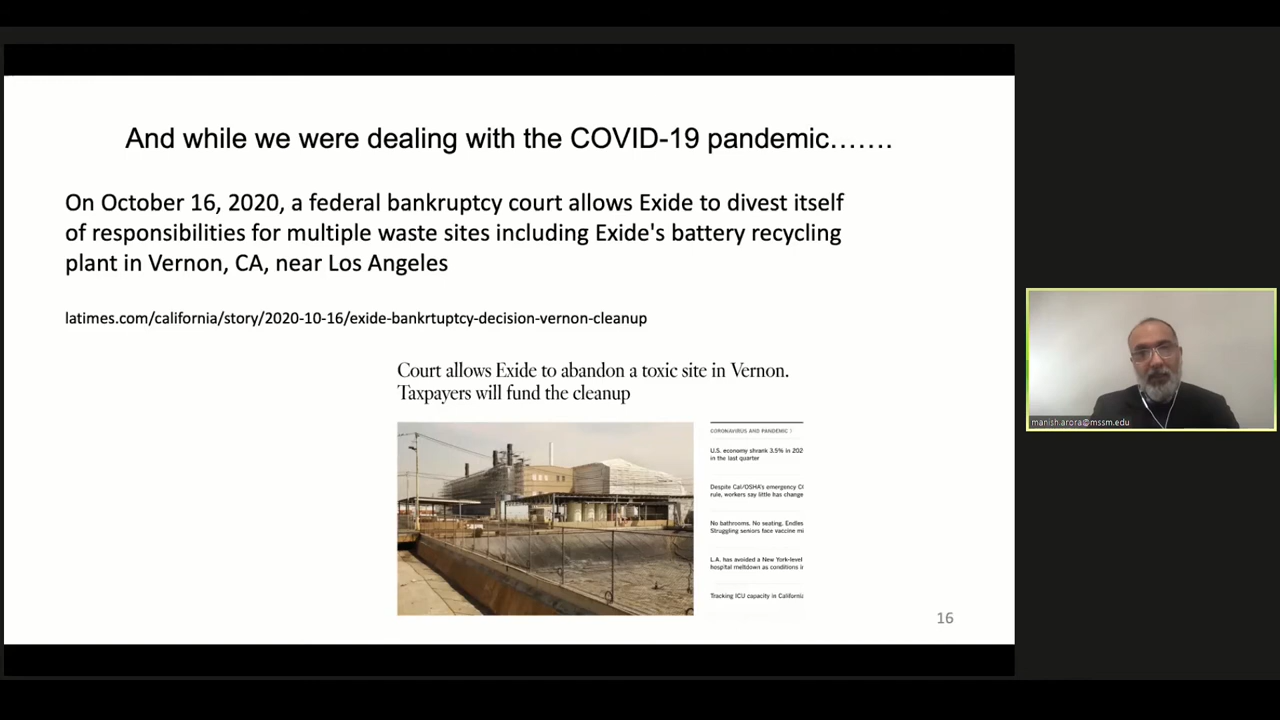 And while we were dealing with the COVID-19 pandemic…….
On October 16, 2020, a federal bankruptcy court allows Exide to divest itself
of responsibilities for multiple waste sites including Exide's battery recycling
plant in Vernon, CA, near Los Angeles
latimes.com/california/story/2020-10-16/exide-bankrtuptcy-decision-vernon-cleanup
Court allows Exide to abandon a toxic site in Vernon.
Taxpayers will fund the cleanup
CORONAVIRUS AND PANDEMIC
U.S. economy shrank 3.5% in 202
in the last quarter
Despite Cal/OSHA's emergency CO
rule, workers say little has change
No bathrooms. No seating. Endles
Struggling seniors face vaccine mi
L.A. has avoided a New York-level
hospital meltdown as conditions i
Tracking ICU capacity in California
16
manish.arora@mssm.edu